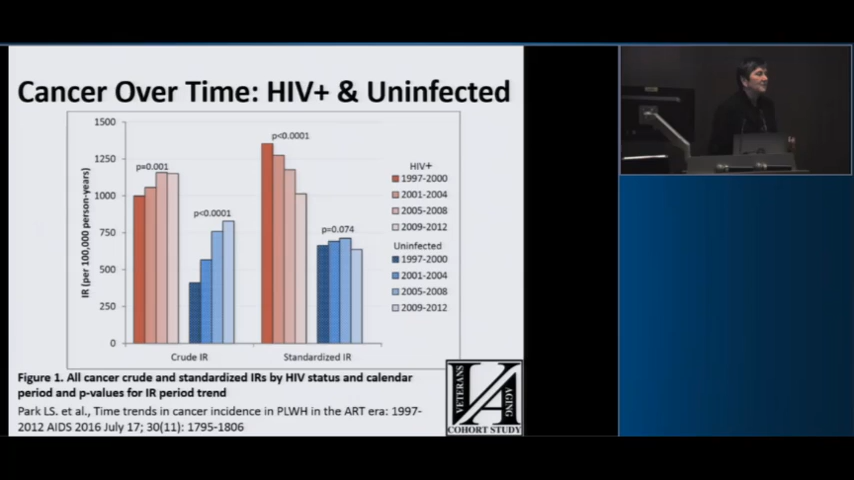 Cancer Over Time: HIV+ & Uninfected
1500
1250
1000
750
500
250
0
IR (per 100,000 person-years)
p=0.001
p<0.0001
p<0.0001
p=0.074
Crude IR
Standardized IR
HIV+
1997-2000
2001-2004
2005-2008
2009-2012
Uninfected
1997-2000
2001-2004
2005-2008
2009-2012
Figure 1. All cancer crude and standardized IRs by HIV status and calendar
period and p-values for IR period trend
Park LS. et al., Time trends in cancer incidence in PLWH in the ART era: 1997-
2012 AIDS 2016 July 17; 30(11): 1795-1806
VETERANS
AGING
COHORT STUDY